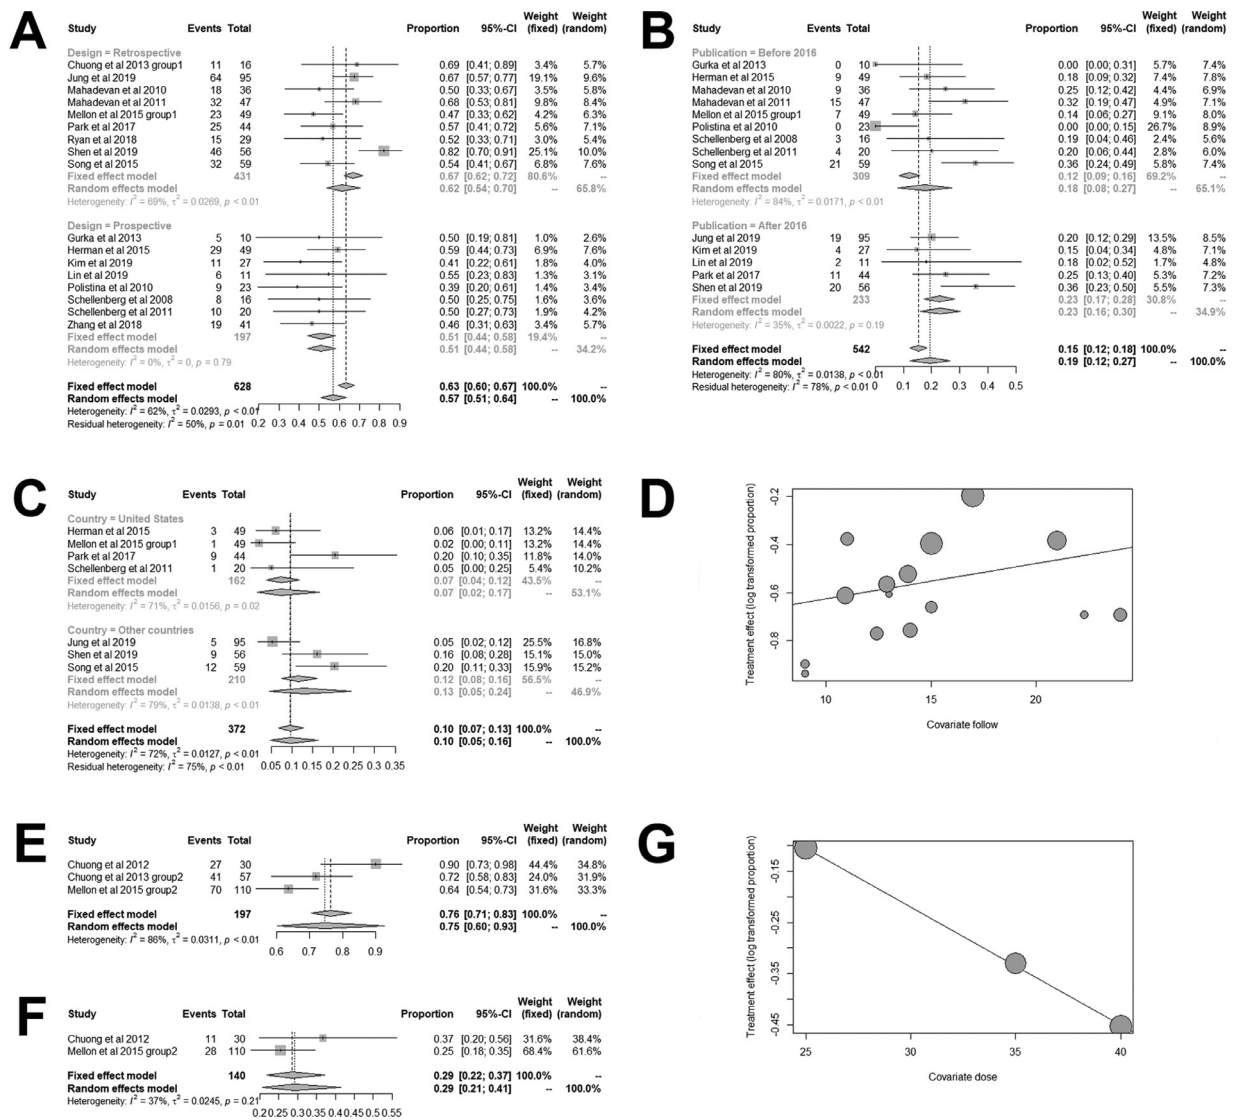 A
Study Events Total Proportion 95%-CI Weight (fixed) Weight (random)
Design = Retrospective
Chuong et al 2013 group1 11 16 0.69 [0.41; 0.89] 3.4% 5.7%
Jung et al 2019 64 95 0.67 [0.57; 0.77] 19.1% 9.6%
Mahadevan et al 2010 18 36 0.50 [0.33; 0.67] 3.5% 5.8%
Mahadevan et al 2011 32 47 0.68 [0.53; 0.81] 9.8% 8.4%
Mellon et al 2015 group1 23 49 0.47 [0.33; 0.62] 4.2% 6.3%
Park et al 2017 25 44 0.57 [0.41; 0.72] 5.6% 7.1%
Ryan et al 2018 15 29 0.52 [0.33; 0.71] 3.0% 5.4%
Shen et al 2019 46 56 0.82 [0.70; 0.91] 25.1% 10.0%
Song et al 2015 32 59 0.54 [0.41; 0.67] 6.8% 7.6%
Fixed effect model 431 0.67 [0.62; 0.72] 80.6% --
Random effects model 0.62 [0.54; 0.70] -- 65.8%
Heterogeneity: I² = 69%, τ² = 0.0269, p < 0.01
Design = Prospective
Gurka et al 2013 5 10 0.50 [0.19; 0.81] 1.0% 2.6%
Herman et al 2015 29 49 0.59 [0.44; 0.73] 6.9% 7.6%
Kim et al 2019 11 27 0.41 [0.22; 0.61] 1.8% 4.0%
Lin et al 2019 6 11 0.55 [0.23; 0.83] 1.3% 3.1%
Polistina et al 2010 9 23 0.39 [0.20; 0.61] 1.4% 3.4%
Schellenberg et al 2008 8 16 0.50 [0.25; 0.75] 1.6% 3.6%
Schellenberg et al 2011 10 20 0.50 [0.27; 0.73] 1.9% 4.2%
Zhang et al 2018 19 41 0.46 [0.31; 0.63] 3.4% 5.7%
Fixed effect model 197 0.51 [0.44; 0.58] 19.4% --
Random effects model 0.51 [0.44; 0.58] -- 34.2%
Heterogeneity: I² = 0%, τ² = 0, p = 0.79
Fixed effect model 628 0.63 [0.60; 0.67] 100.0% --
Random effects model 0.57 [0.51; 0.64] -- 100.0%
Heterogeneity: I² = 62%, τ² = 0.0293, p < 0.01
Residual heterogeneity: I² = 50%, p = 0.01 0.2 0.3 0.4 0.5 0.6 0.7 0.8 0.9
B
Study Events Total Proportion 95%-CI Weight (fixed) Weight (random)
Publication = Before 2016
Gurka et al 2013 0 10 0.00 [0.00; 0.31] 5.7% 7.4%
Herman et al 2015 9 49 0.18 [0.09; 0.32] 7.4% 7.8%
Mahadevan et al 2010 9 36 0.25 [0.12; 0.42] 4.4% 6.9%
Mahadevan et al 2011 15 47 0.32 [0.19; 0.47] 4.9% 7.1%
Mellon et al 2015 group1 7 49 0.14 [0.06; 0.27] 9.1% 8.0%
Polistina et al 2010 0 23 0.00 [0.00; 0.15] 26.7% 8.9%
Schellenberg et al 2008 3 16 0.19 [0.04; 0.46] 2.4% 5.6%
Schellenberg et al 2011 4 20 0.20 [0.06; 0.44] 2.8% 6.0%
Song et al 2015 21 59 0.36 [0.24; 0.49] 5.8% 7.4%
Fixed effect model 309 0.12 [0.09; 0.16] 69.2% --
Random effects model 0.18 [0.08; 0.27] -- 65.1%
Heterogeneity: I² = 84%, τ² = 0.0171, p < 0.01
Publication = After 2016
Jung et al 2019 19 95 0.20 [0.12; 0.29] 13.5% 8.5%
Kim et al 2019 4 27 0.15 [0.04; 0.34] 5.1% 7.2%
Lin et al 2019 2 11 0.18 [0.02; 0.52] 1.7% 4.8%
Park et al 2017 11 44 0.25 [0.13; 0.40] 5.3% 7.2%
Shen et al 2019 20 56 0.36 [0.23; 0.50] 5.5% 7.3%
Fixed effect model 233 0.23 [0.17; 0.28] 30.8% --
Random effects model 0.23 [0.16; 0.30] -- 34.9%
Heterogeneity: I² = 35%, τ² = 0.0022, p = 0.19
Fixed effect model 542 0.15 [0.12; 0.18] 100.0% --
Random effects model 0.19 [0.12; 0.27] -- 100.0%
Heterogeneity: I² = 80%, τ² = 0.0138, p < 0.01
Residual heterogeneity: I² = 78%, p < 0.01 0 0.1 0.2 0.3 0.4 0.5
C
Study Events Total Proportion 95%-CI Weight (fixed) Weight (random)
Country = United States
Herman et al 2015 3 49 0.06 [0.01; 0.17] 13.2% 14.4%
Mellon et al 2015 group1 1 49 0.02 [0.00; 0.11] 13.2% 14.4%
Park et al 2017 9 44 0.20 [0.10; 0.35] 11.8% 14.0%
Schellenberg et al 2011 1 20 0.05 [0.00; 0.25] 5.4% 10.2%
Fixed effect model 162 0.07 [0.04; 0.12] 43.5% --
Random effects model 0.07 [0.02; 0.17] -- 53.1%
Heterogeneity: I² = 71%, τ² = 0.0156, p = 0.02
Country = Other countries
Jung et al 2019 5 95 0.05 [0.02; 0.12] 25.5% 16.8%
Shen et al 2019 9 56 0.16 [0.08; 0.28] 15.1% 15.0%
Song et al 2015 12 59 0.20 [0.11; 0.33] 15.9% 15.2%
Fixed effect model 210 0.12 [0.08; 0.16] 56.5% --
Random effects model 0.13 [0.05; 0.24] -- 46.9%
Heterogeneity: I² = 79%, τ² = 0.0138, p < 0.01
Fixed effect model 372 0.10 [0.07; 0.13] 100.0% --
Random effects model 0.10 [0.05; 0.16] -- 100.0%
Heterogeneity: I² = 72%, τ² = 0.0127, p < 0.01
Residual heterogeneity: I² = 75%, p < 0.01 0.05 0.1 0.15 0.2 0.25 0.3 0.35
D
Treatment effect (log transformed proportion)
-0.2
-0.4
-0.6
-0.8
10 15 20
Covariate follow
E
Study Events Total Proportion 95%-CI Weight (fixed) Weight (random)
Chuong et al 2012 27 30 0.90 [0.73; 0.98] 44.4% 34.8%
Chuong et al 2013 group2 41 57 0.72 [0.58; 0.83] 24.0% 31.9%
Mellon et al 2015 group2 70 110 0.64 [0.54; 0.73] 31.6% 33.3%
Fixed effect model 197 0.76 [0.71; 0.83] 100.0% --
Random effects model 0.75 [0.60; 0.93] -- 100.0%
Heterogeneity: I² = 86%, τ² = 0.0311, p < 0.01
0.6 0.7 0.8 0.9
F
Study Events Total Proportion 95%-CI Weight (fixed) Weight (random)
Chuong et al 2012 11 30 0.37 [0.20; 0.56] 31.6% 38.4%
Mellon et al 2015 group2 28 110 0.25 [0.18; 0.35] 68.4% 61.6%
Fixed effect model 140 0.29 [0.22; 0.37] 100.0% --
Random effects model 0.29 [0.21; 0.41] -- 100.0%
Heterogeneity: I² = 37%, τ² = 0.0245, p = 0.21
0.2 0.25 0.3 0.35 0.4 0.45 0.5 0.55
G
Treatment effect (log transformed proportion)
-0.15
-0.25
-0.35
-0.45
25 30 35 40
Covariate dose